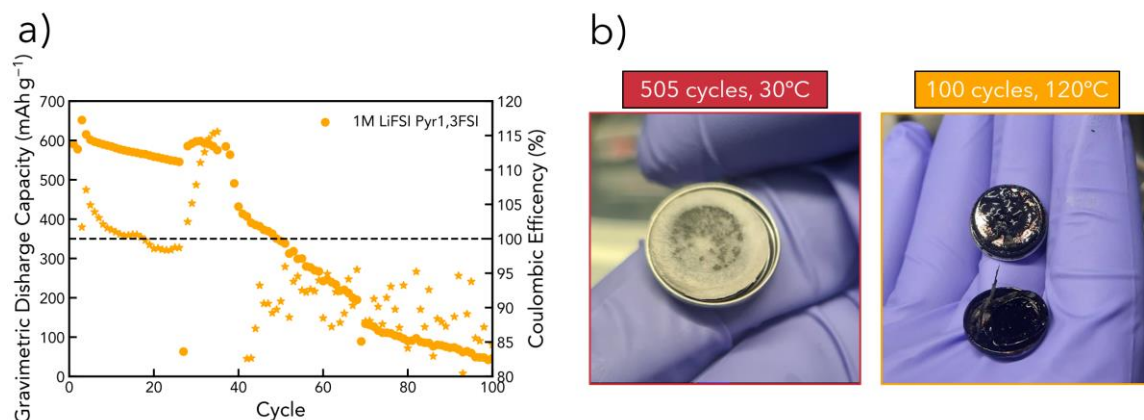 a)
Gravimetric Discharge Capacity (mAh g⁻¹)
700
600
500
400
300
200
100
0
0
20
40
60
80
100
Cycle
1M LiFSI Pyr1,3FSI
120
115
110
105
100
95
90
85
80
Coulombic Efficency (%)
b)
505 cycles, 30°C
100 cycles, 120°C